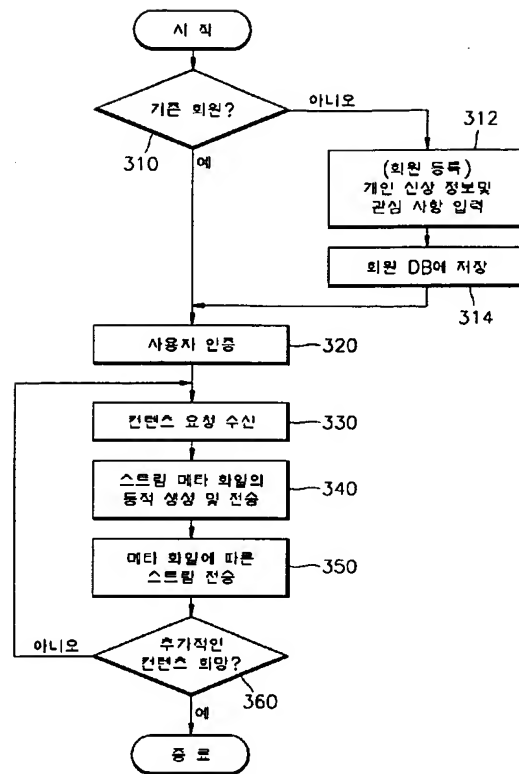 시 작
기존 회원?
310
아니오
예
312
(회원 등록)
개인 신상 정보및
관심 사항 입력
회원 DB에 저장
314
사용자 인증
320
컨텐츠 요청 수신
330
스트림 메타 화일의
동적 생성 및 전송
340
메타 화일에 따른
스트림 전송
350
추가적인
컨텐츠 희망?
아니오
360
예
종 료